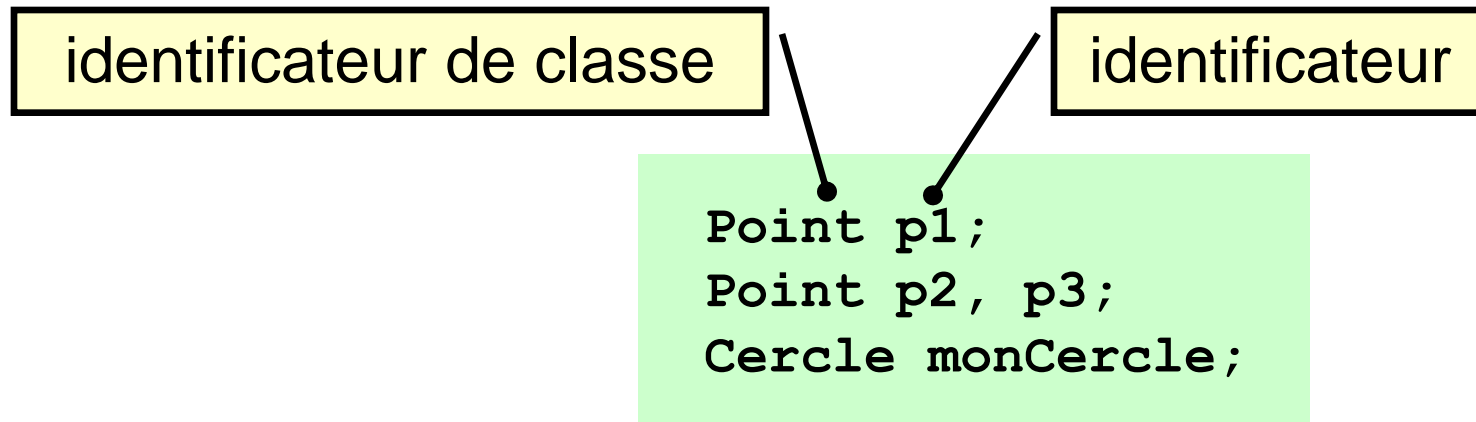 identificateur de classe
identificateur
Point p1;
Point p2, p3;
Cercle monCercle;